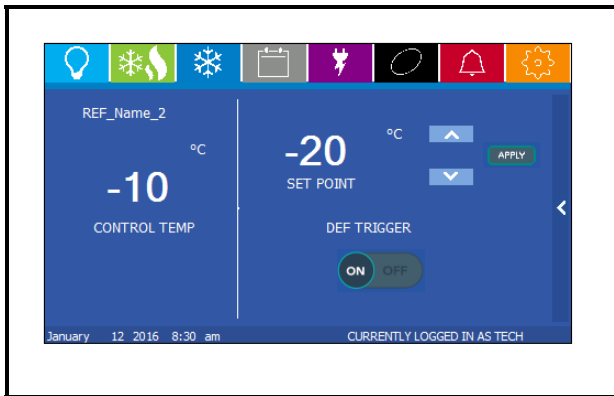 REF_Name_2
°C
-10
CONTROL TEMP
-20
°C
SET POINT
APPLY
DEF TRIGGER
ON OFF
January 12 2016 8:30 am
CURRENTLY LOGGED IN AS TECH